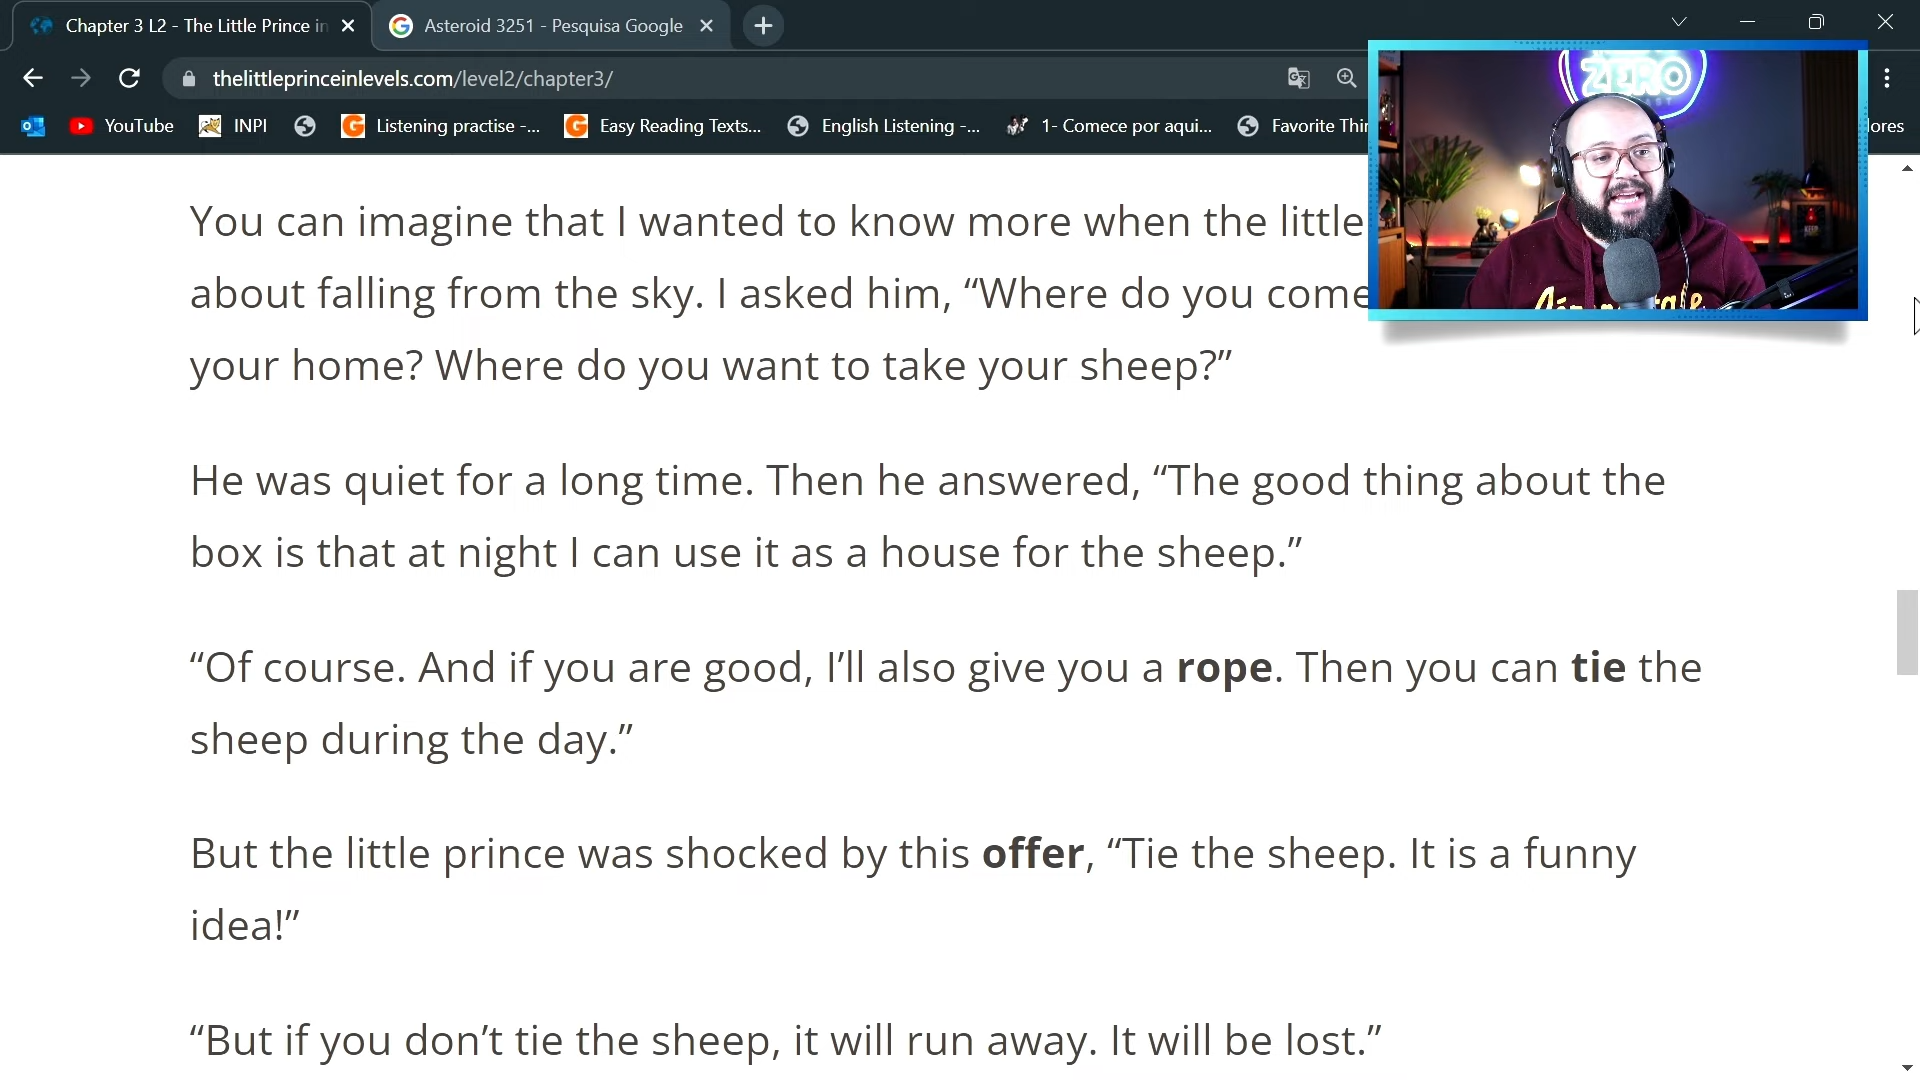 Chapter 3 L2 - The Little Prince in
Asteroid 3251 - Pesquisa Google
thelittleprinceinlevels.com/level2/chapter3/
YouTube
INPI
Listening practise -...
Easy Reading Texts...
English Listening -...
1- Comece por aqui...
Favorite Thi
ores
ZERO
You can imagine that I wanted to know more when the little
about falling from the sky. I asked him, “Where do you come
your home? Where do you want to take your sheep?”
He was quiet for a long time. Then he answered, “The good thing about the
box is that at night I can use it as a house for the sheep.”
“Of course. And if you are good, I’ll also give you a rope. Then you can tie the
sheep during the day.”
But the little prince was shocked by this offer, “Tie the sheep. It is a funny
idea!”
“But if you don’t tie the sheep, it will run away. It will be lost.”